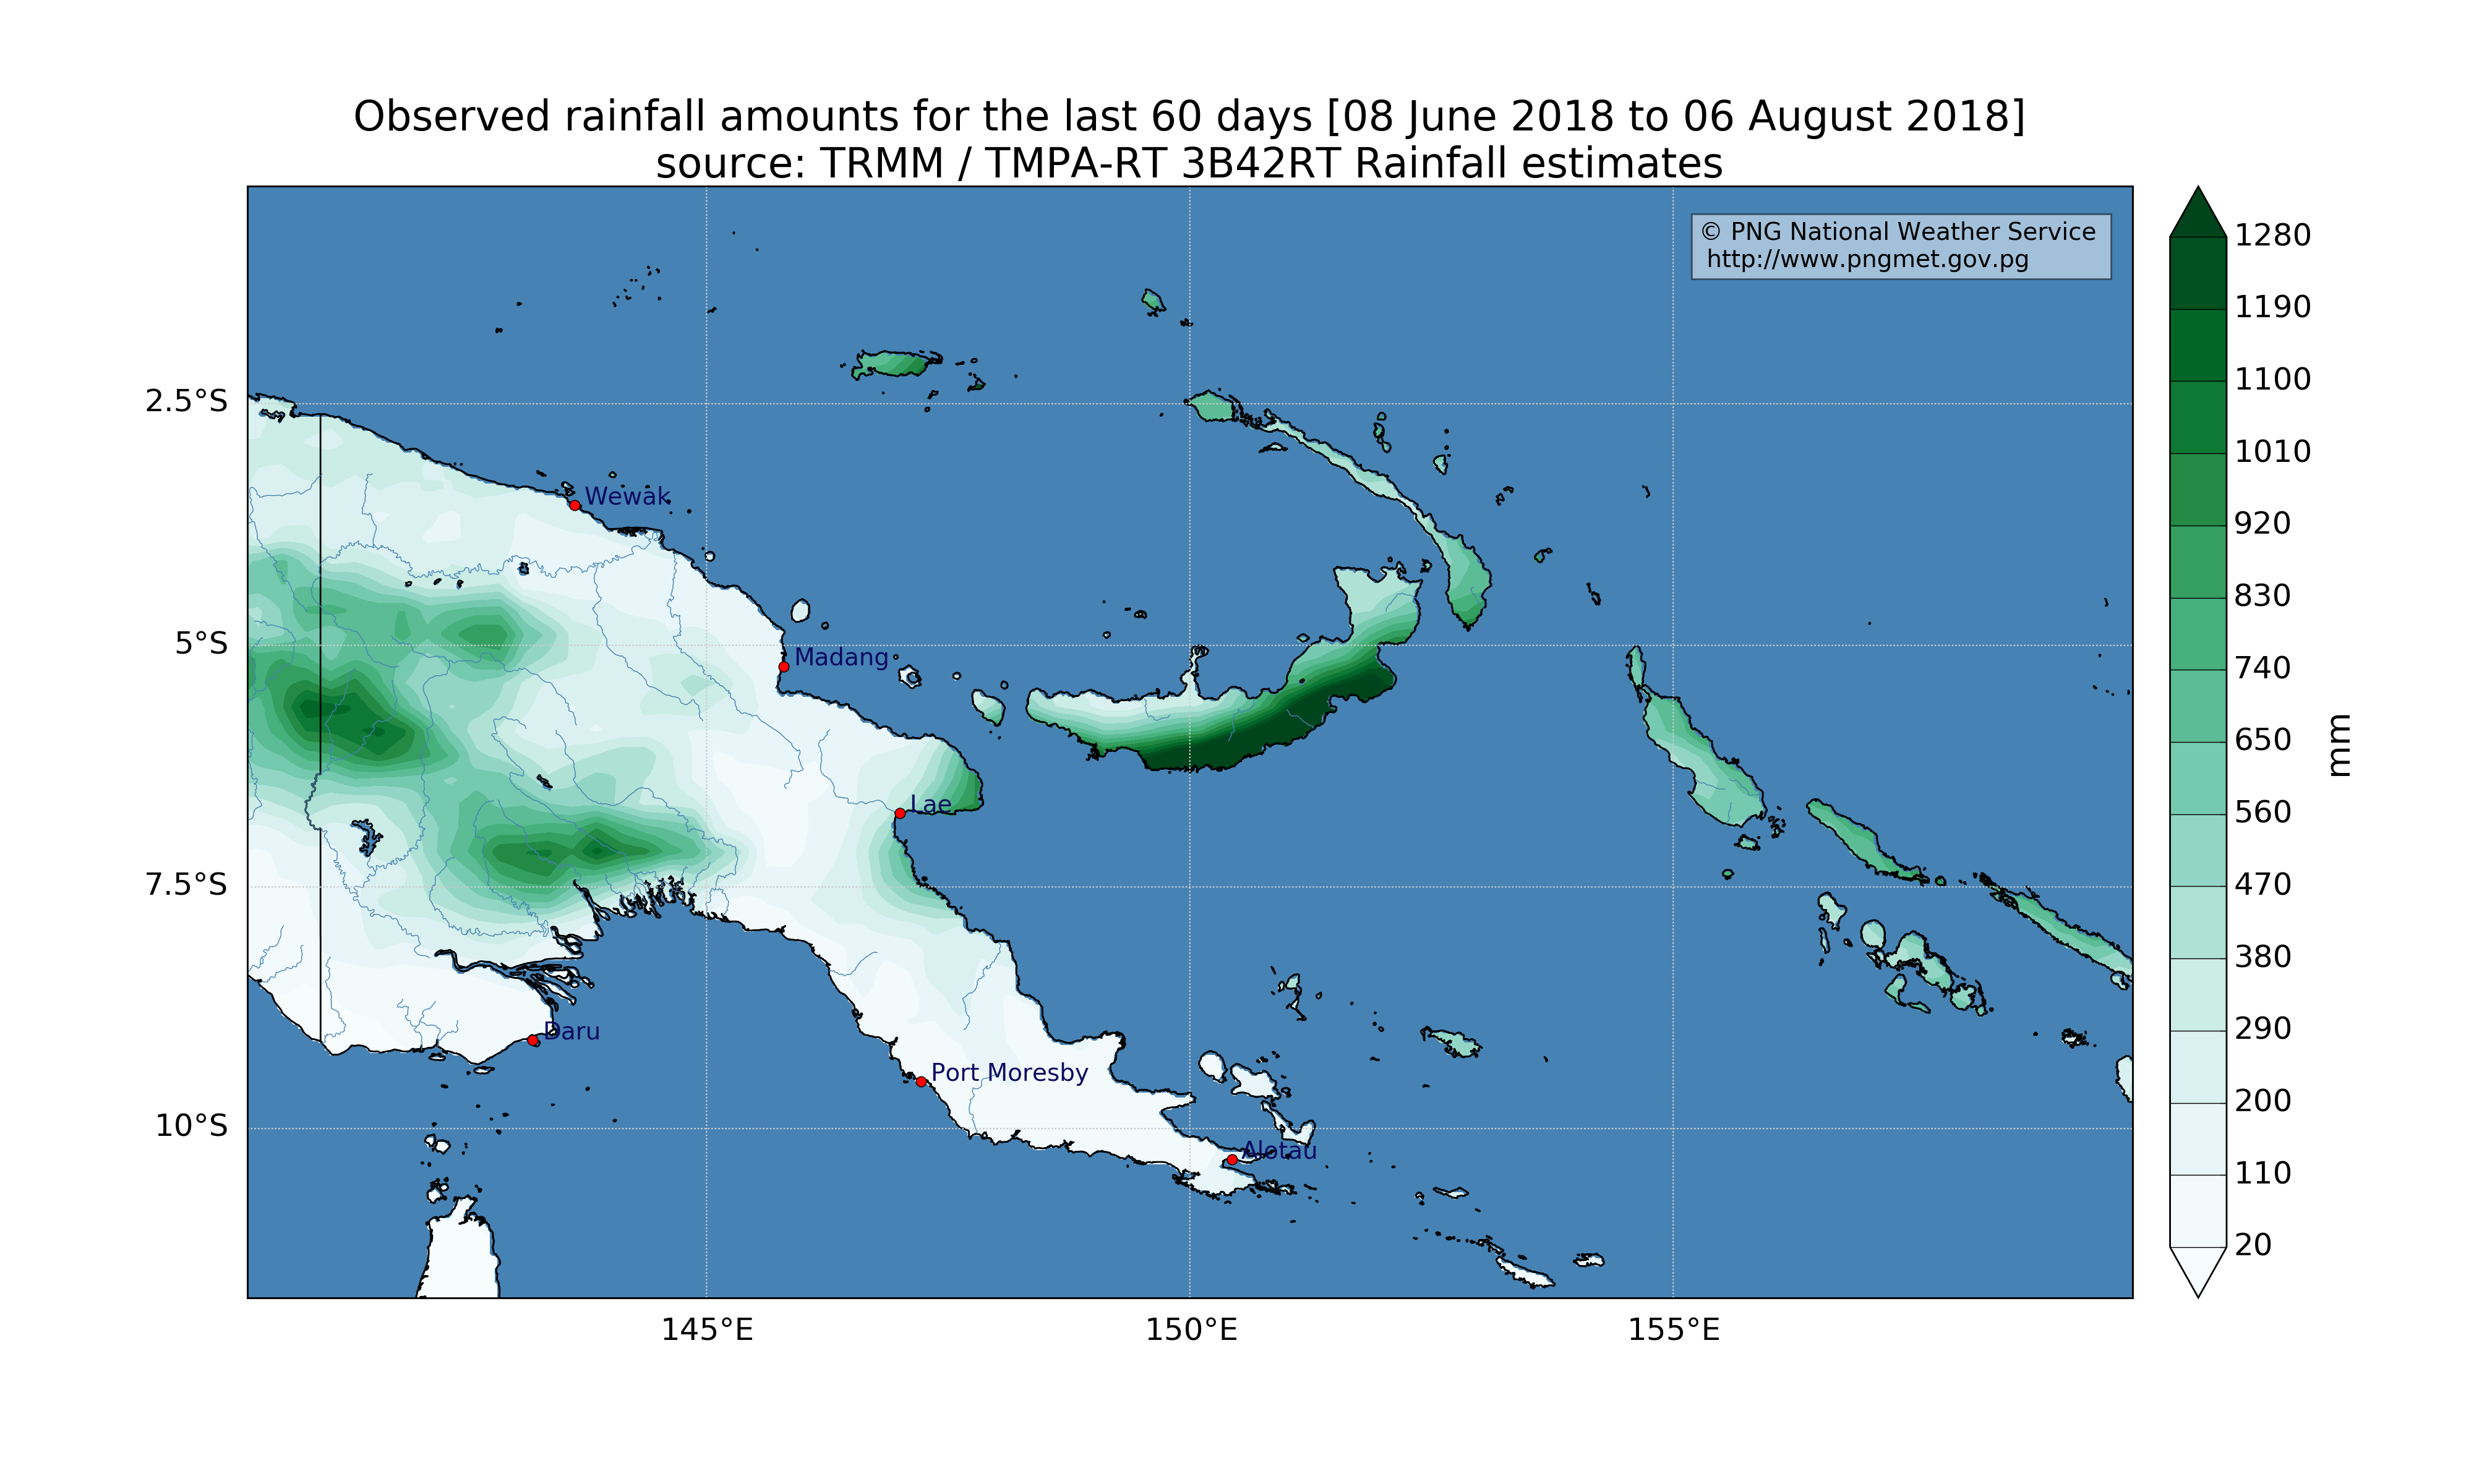 Observed rainfall amounts for the last 60 days [08 June 2018 to 06 August 2018]
source: TRMM / TMPA-RT 3B42RT Rainfall estimates
© PNG National Weather Service
http://www.pngmet.gov.pg
1280
1190
1100
1010
920
830
740
650
560
470
380
290
200
110
20
mm
2.5°S
5°S
7.5°S
10°S
Wewak
Madang
Lae
Daru
Port Moresby
Alotau
145°E
150°E
155°E